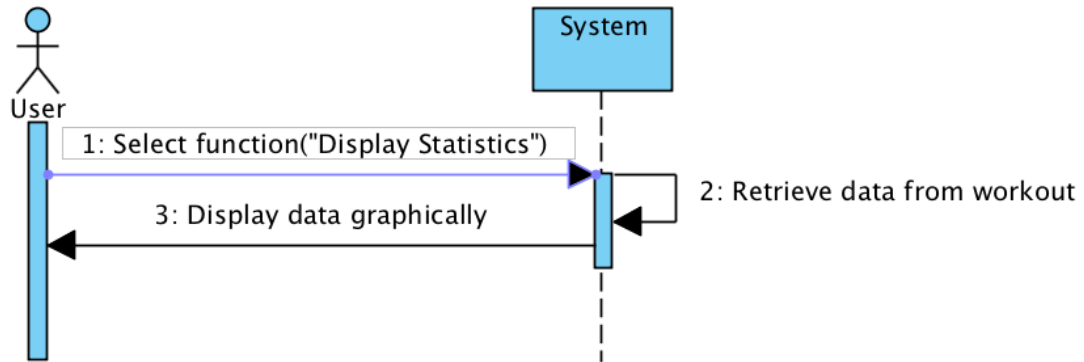 System
User
1: Select function("Display Statistics")
2: Retrieve data from workout
3: Display data graphically